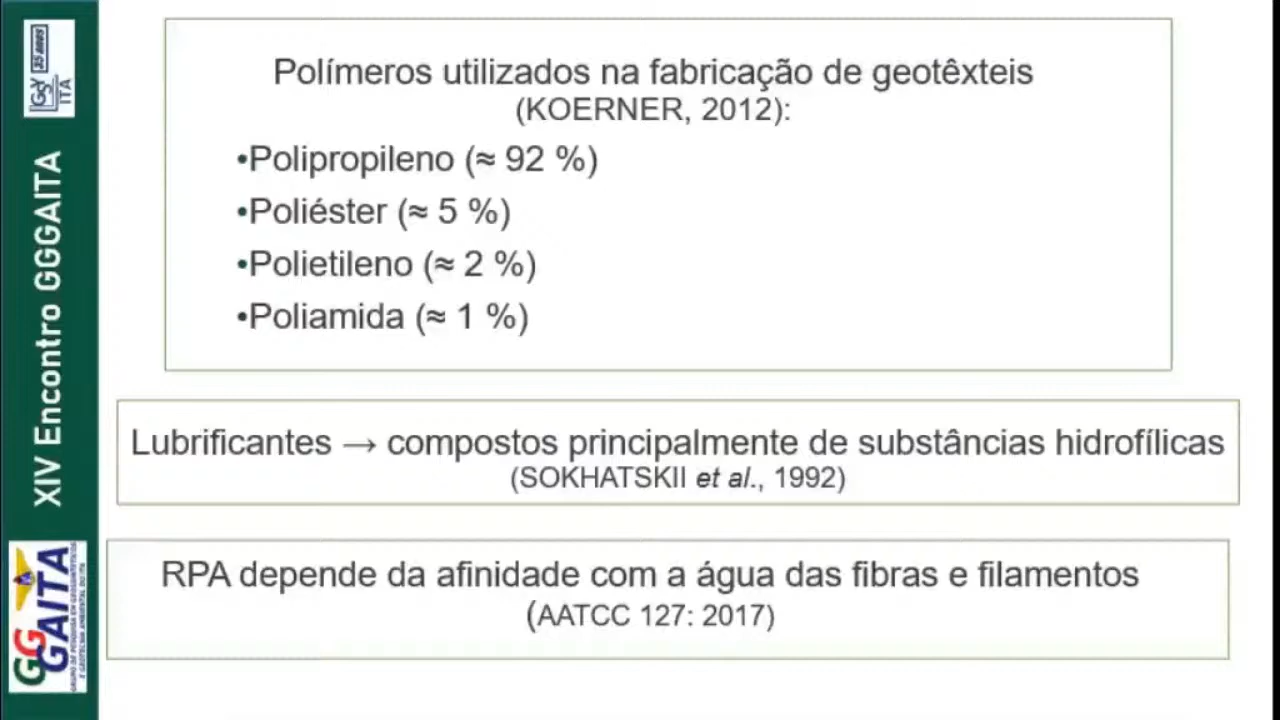 Polímeros utilizados na fabricação de geotêxteis
(KOERNER, 2012):
•Polipropileno (≈ 92 %)
•Poliéster (≈ 5 %)
•Polietileno (≈ 2 %)
•Poliamida (≈ 1 %)
Lubrificantes → compostos principalmente de substâncias hidrofílicas
(SOKHATSKII et al., 1992)
RPA depende da afinidade com a água das fibras e filamentos
(AATCC 127: 2017)
35 anos
ITA
XIV Encontro GGGAITA
GGGAITA